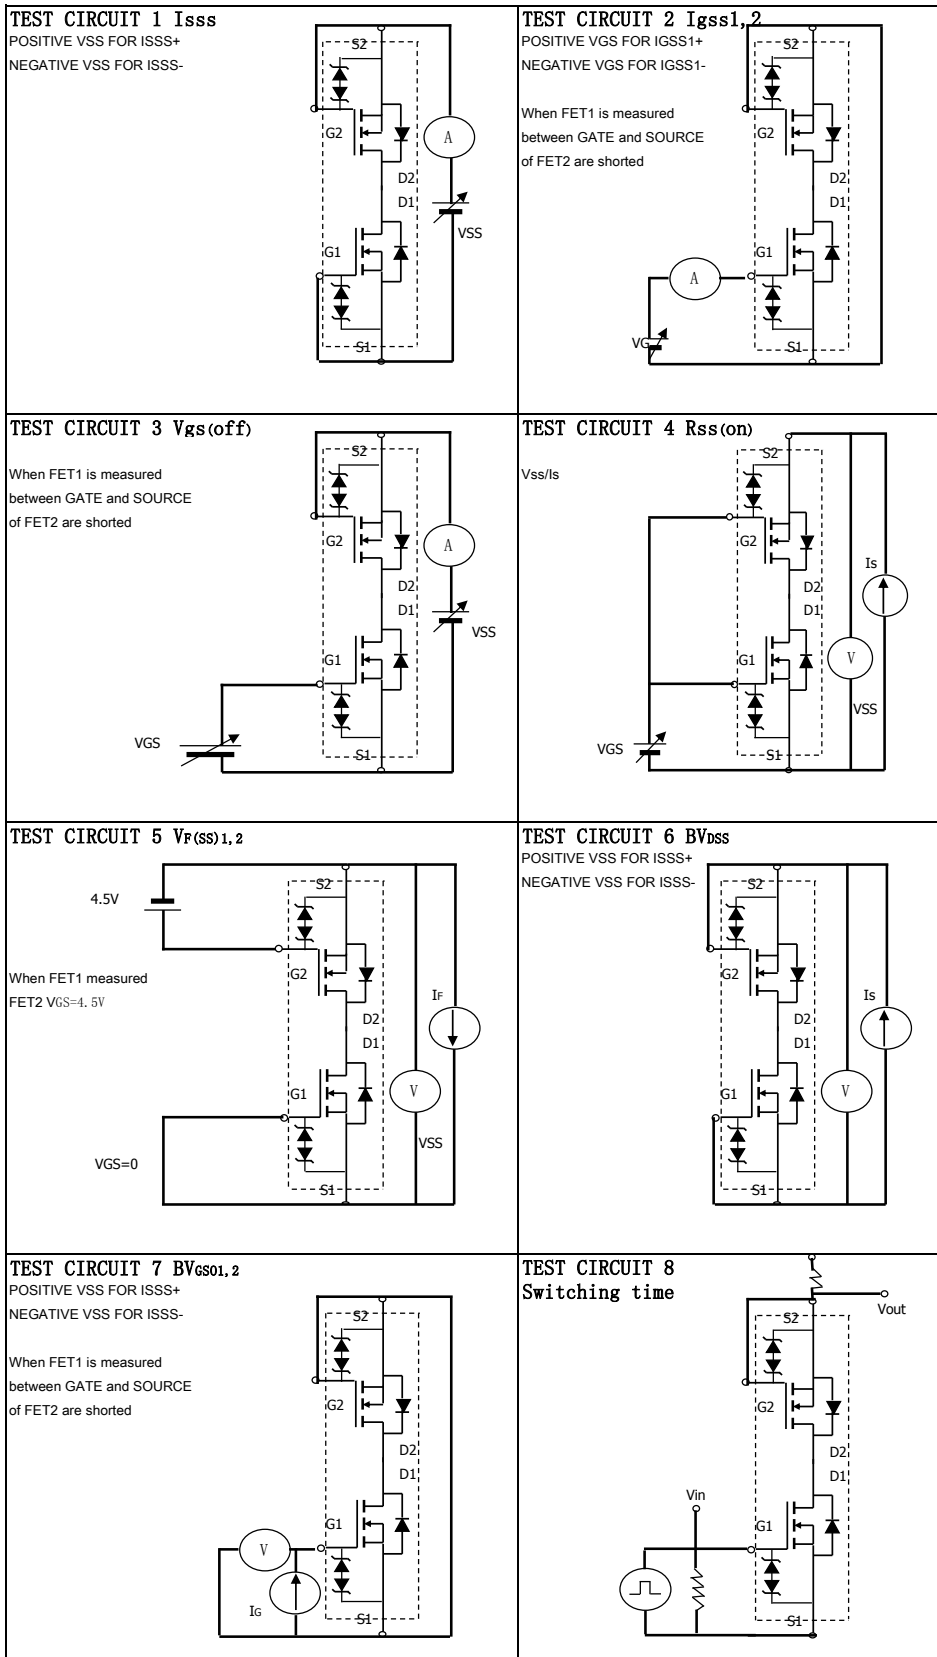 TEST CIRCUIT 1 Isss
POSITIVE VSS FOR ISSS+
NEGATIVE VSS FOR ISSS-
S2
G2
A
D2
D1
VSS
G1
S1
TEST CIRCUIT 2 Igss1,2
POSITIVE VGS FOR IGSS1+
NEGATIVE VGS FOR IGSS1-
When FET1 is measured
between GATE and SOURCE
of FET2 are shorted
S2
G2
D2
D1
G1
A
VG
S1
TEST CIRCUIT 3 Vgs(off)
When FET1 is measured
between GATE and SOURCE
of FET2 are shorted
S2
G2
A
D2
D1
VSS
G1
VGS
S1
TEST CIRCUIT 4 Rss(on)
Vss/Is
S2
G2
Is
D2
D1
G1
V
VSS
VGS
S1
TEST CIRCUIT 5 VF(SS)1,2
4.5V
When FET1 measured
FET2 VGS=4.5V
S2
G2
IF
D2
D1
G1
V
VSS
VGS=0
S1
TEST CIRCUIT 6 BVDSS
POSITIVE VSS FOR ISSS+
NEGATIVE VSS FOR ISSS-
S2
G2
Is
D2
D1
G1
V
S1
TEST CIRCUIT 7 BVGSO1,2
POSITIVE VSS FOR ISSS+
NEGATIVE VSS FOR ISSS-
When FET1 is measured
between GATE and SOURCE
of FET2 are shorted
S2
G2
D2
D1
G1
V
IG
S1
TEST CIRCUIT 8
Switching time
Vout
S2
G2
D2
D1
Vin
G1
S1